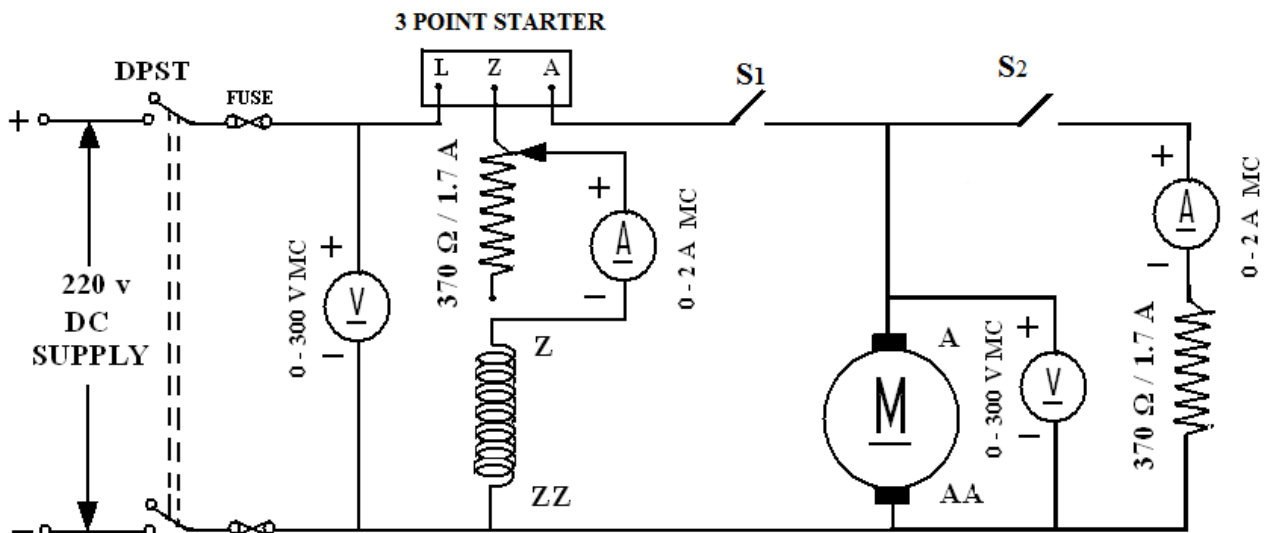 3 POINT STARTER
L Z A
DPST
FUSE
S1
S2
+
370 Ω / 1.7 A
+
A
−
0 - 2 A MC
+
A
−
0 - 2 A MC
220 v
DC
SUPPLY
0 - 300 V MC
+
V
−
Z
ZZ
A
M
AA
0 - 300 V MC
+
V
−
370 Ω / 1.7 A
−